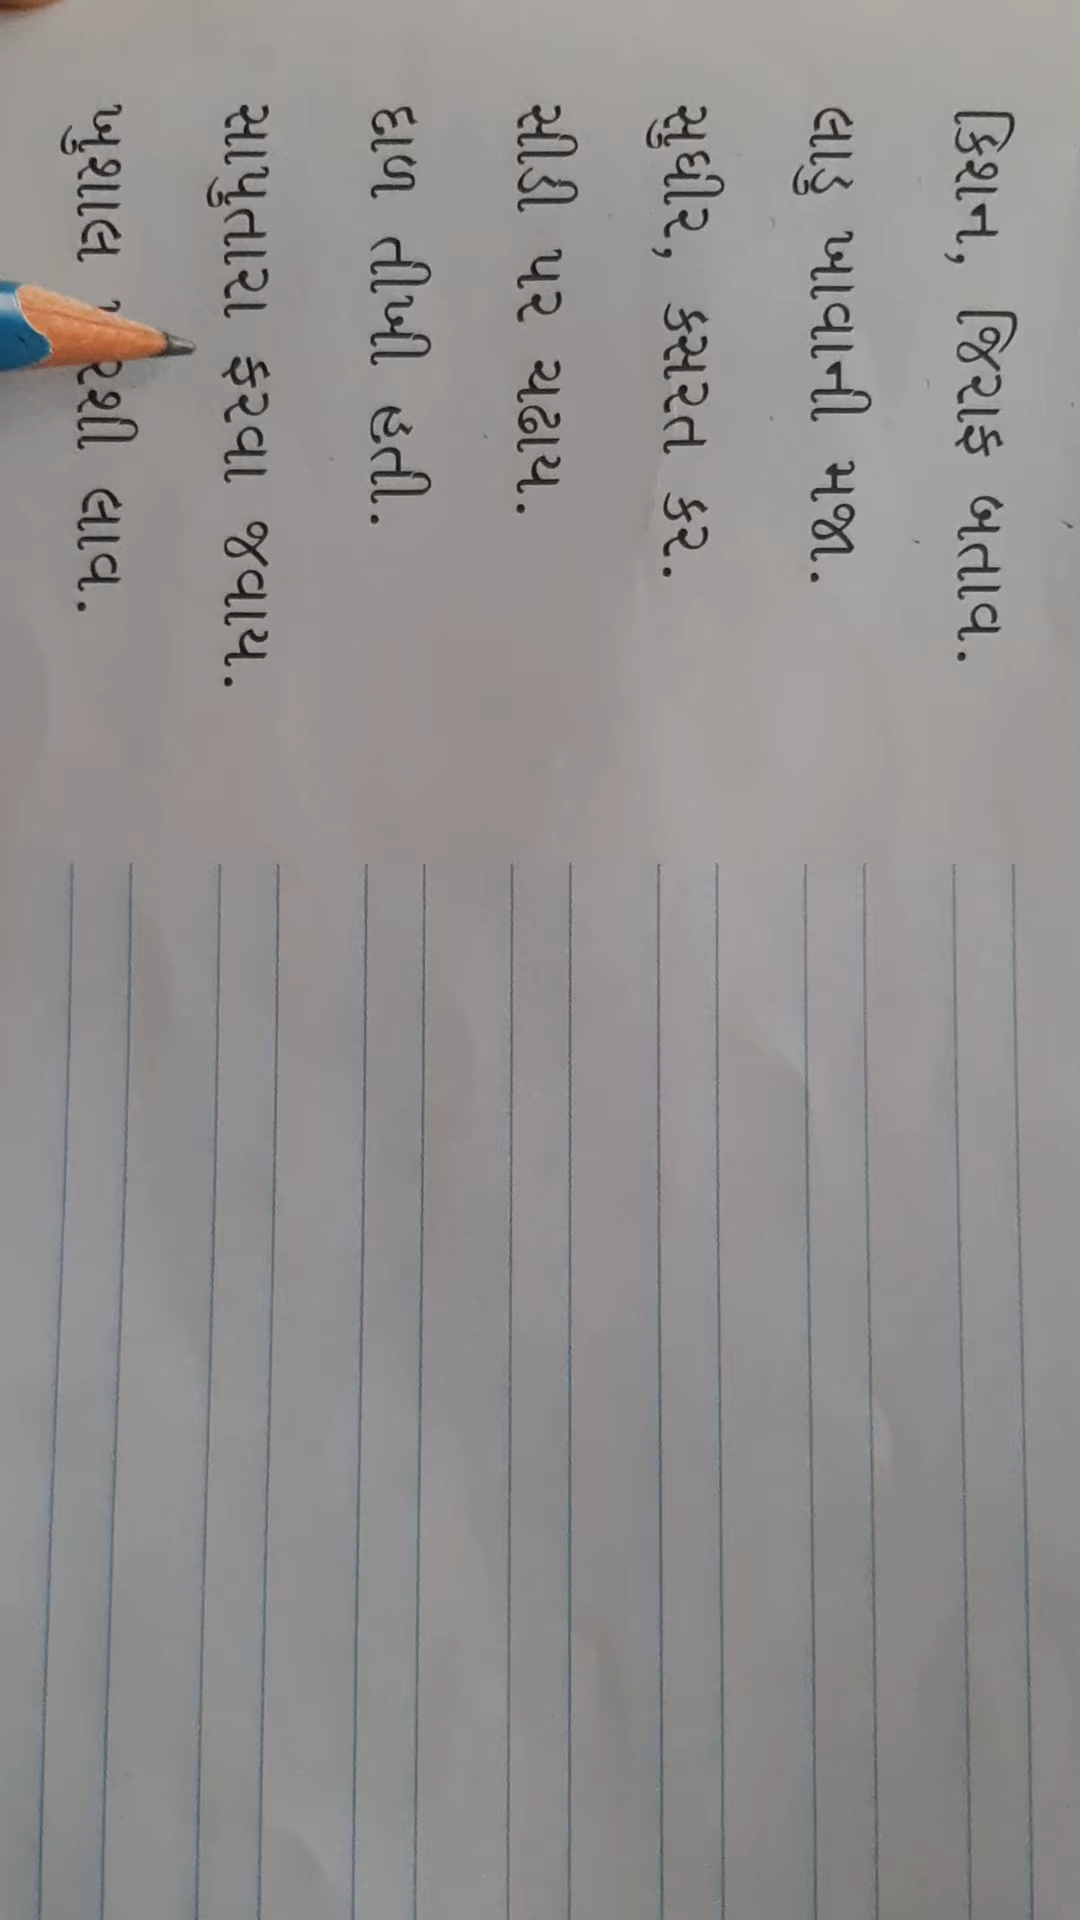 કિશન, જિરાફ બતાવ.
લાડુ ખાવાની મજા.
સુધીર, કસરત કર.
સીડી પર ચઢાય.
દાળ તીખી હતી.
સાપુતારા ફરવા જવાય.
ખુશાલ લાવ.